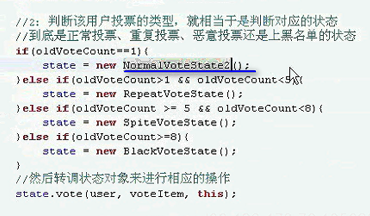 //2：判断该用户投票的类型，就相当于是判断对应的状态
//到底是正常投票、重复投票、恶意投票还是上黑名单的状态
if(oldVoteCount==1){
state = new NormalVoteState2();
}else if(oldVoteCount>1 && oldVoteCount<5){
state = new RepeatVoteState();
}else if(oldVoteCount >= 5 && oldVoteCount<8){
state = new SpiteVoteState();
}else if(oldVoteCount>=8){
state = new BlackVoteState();
}
//然后转调状态对象来进行相应的操作
state.vote(user, voteItem, this);